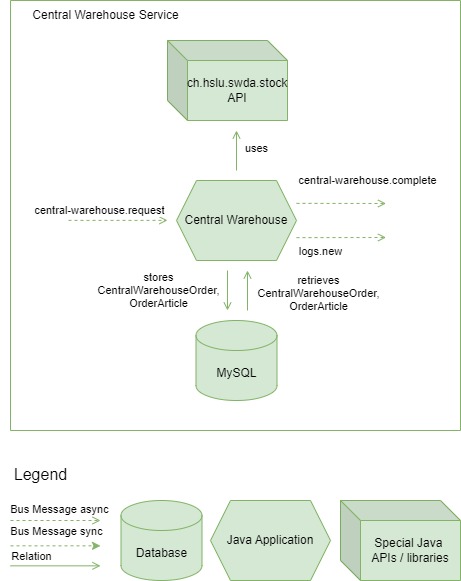 Central Warehouse Service
ch.hslu.swda.stock
API
uses
central-warehouse.complete
central-warehouse.request
Central Warehouse
logs.new
stores
CentralWarehouseOrder,
OrderArticle
retrieves
CentralWarehouseOrder,
OrderArticle
MySQL
Legend
Bus Message async
Bus Message sync
Relation
Database
Java Application
Special Java
APIs / libraries